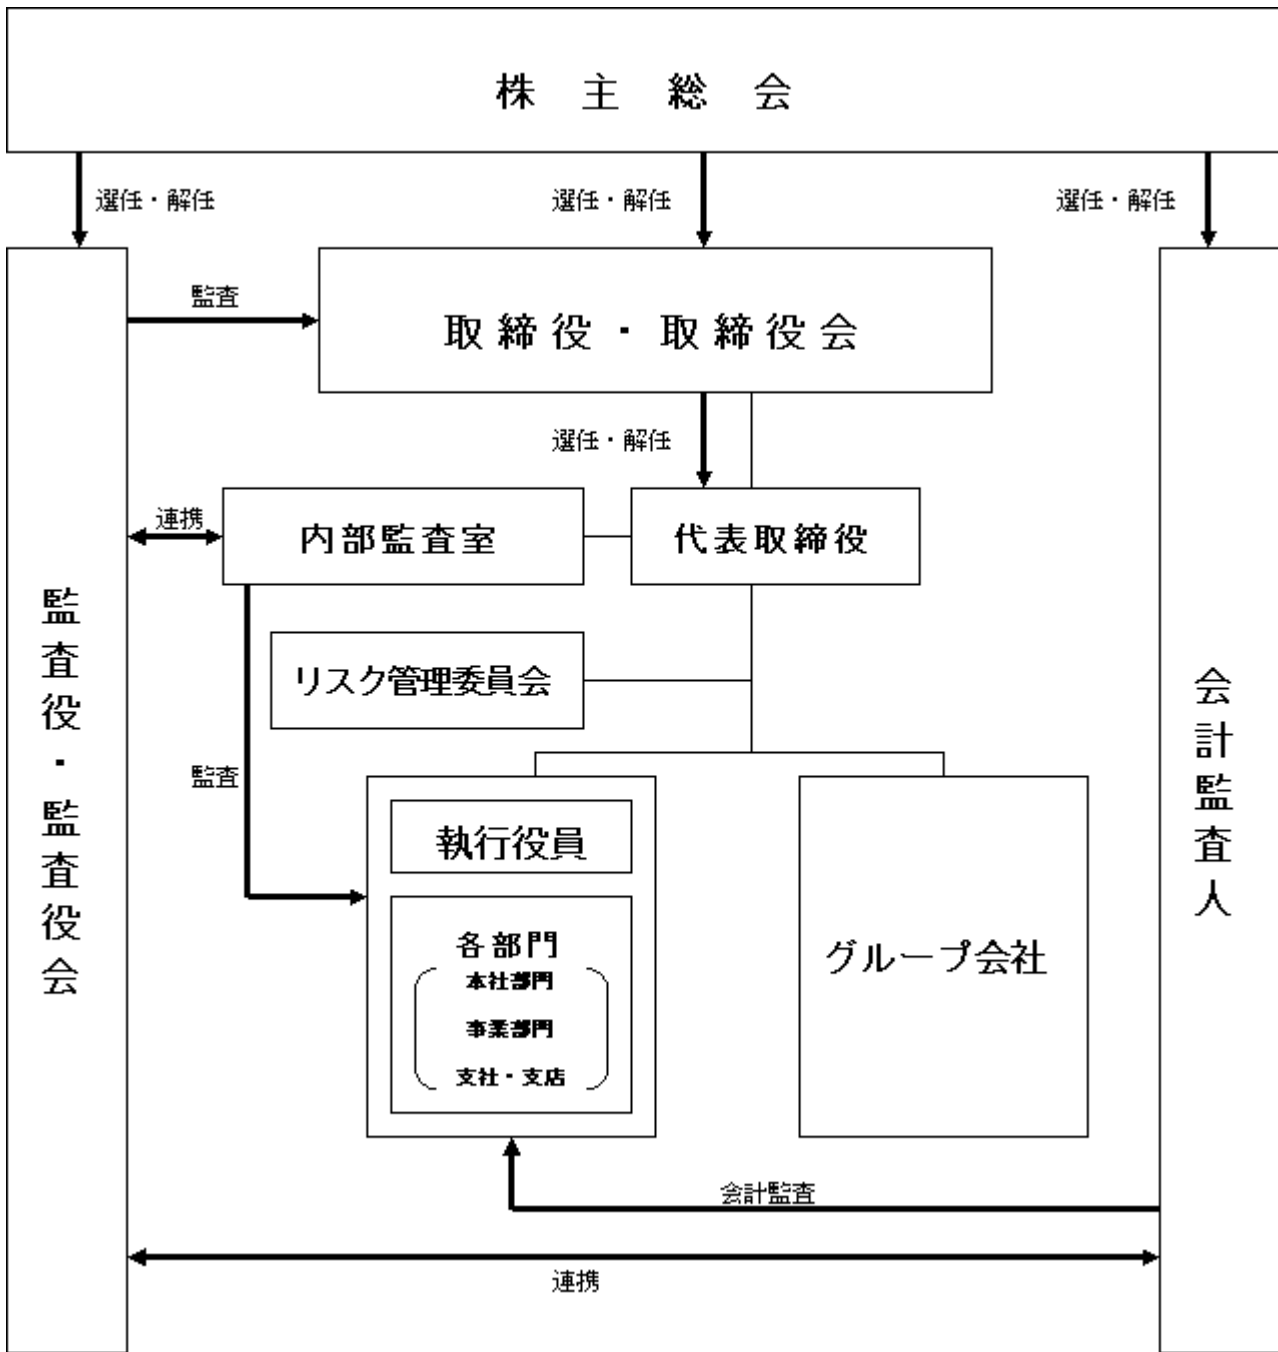 株主総会
選任・解任
選任・解任
選任・解任
監査
取締役・取締役会
選任・解任
連携
内部監査室
代表取締役
監査役・監査役会
リスク管理委員会
会計監査人
監査
執行役員
各部門
本社部門
事業部門
支社・支店
グループ会社
会計監査
連携